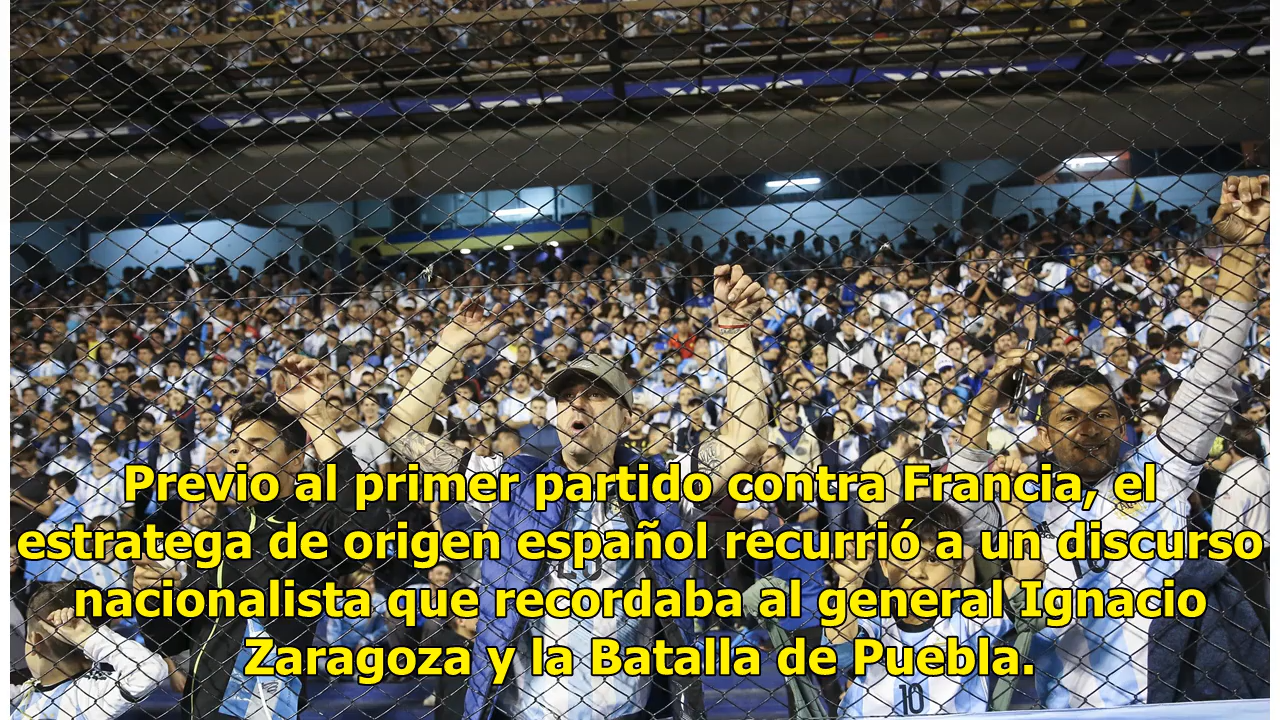 Previo al primer partido contra Francia, el
estratega de origen español recurrió a un discurso
nacionalista que recordaba al general Ignacio
Zaragoza y la Batalla de Puebla.
10